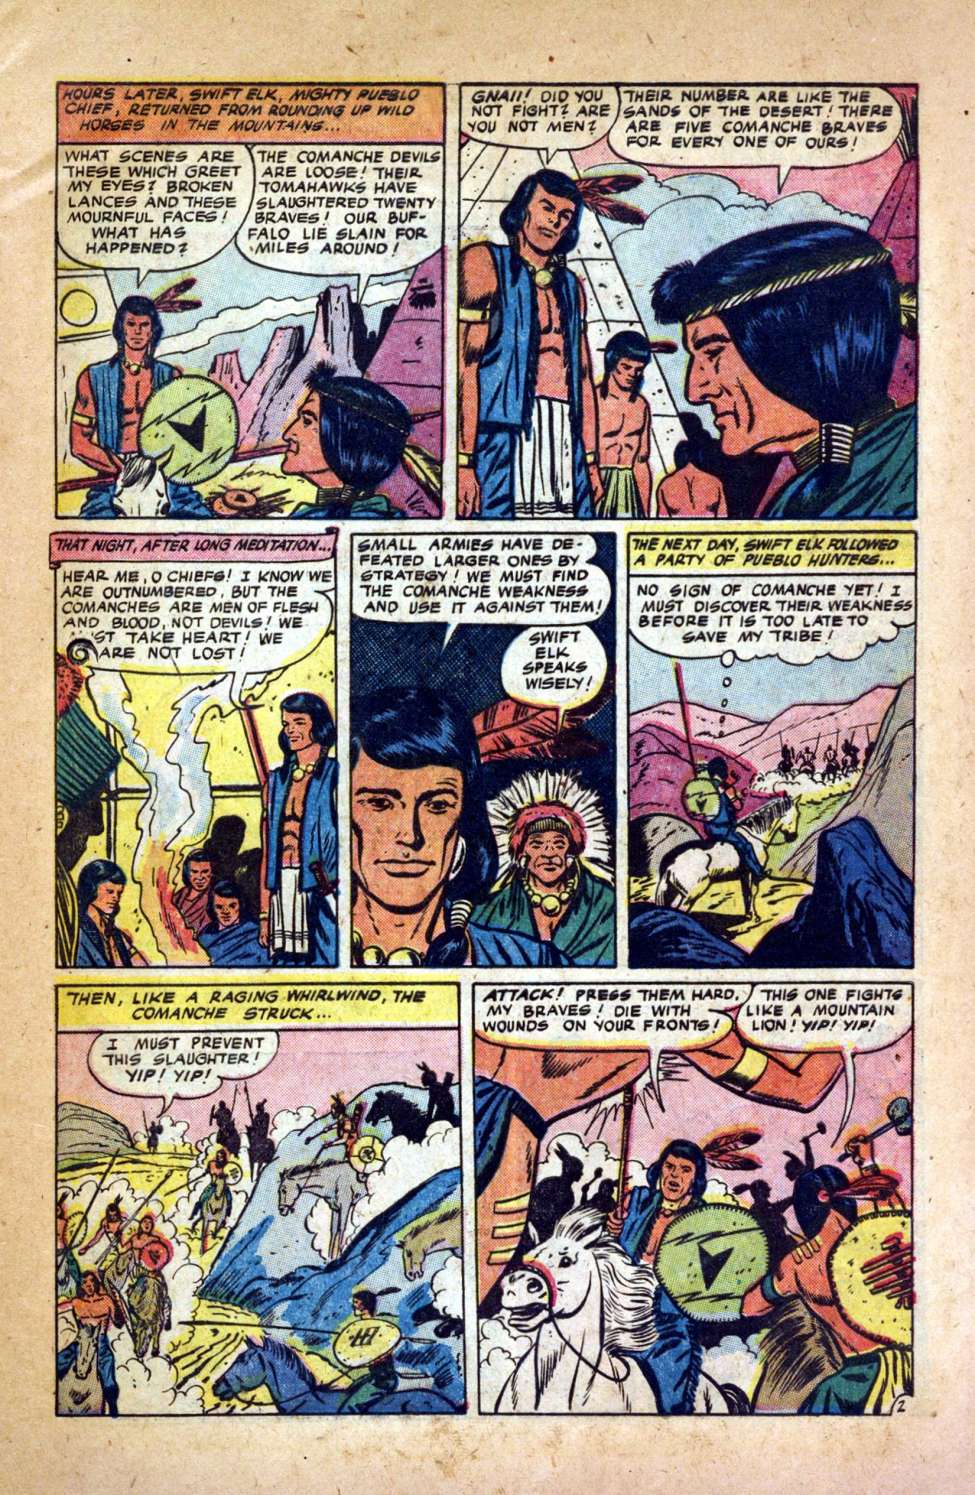 HOURS LATER, SWIFT ELK, MIGHTY PUEBLO
CHIEF, RETURNED FROM ROUNDING UP WILD
HORSES IN THE MOUNTAINS...
WHAT SCENES ARE
THESE WHICH GREET
MY EYES? BROKEN
LANCES AND THESE
MOURNFUL FACES!
WHAT HAS
HAPPENED?
THE COMANCHE DEVILS
ARE LOOSE! THEIR
TOMAHAWKS HAVE
SLAUGHTERED TWENTY
BRAVES! OUR BUF-
FALO LIE SLAIN FOR
MILES AROUND!
GNAII! DID YOU
NOT FIGHT? ARE
YOU NOT MEN?
THEIR NUMBER ARE LIKE THE
SANDS OF THE DESERT! THERE
ARE FIVE COMANCHE BRAVES
FOR EVERY ONE OF OURS!
THAT NIGHT, AFTER LONG MEDITATION...
HEAR ME, O CHIEFS! I KNOW WE
ARE OUTNUMBERED, BUT THE
COMANCHES ARE MEN OF FLESH
AND BLOOD, NOT DEVILS! WE
TAKE HEART! WE
ARE NOT LOST!
SMALL ARMIES HAVE DE-
FEATED LARGER ONES BY
STRATEGY! WE MUST FIND
THE COMANCHE WEAKNESS
AND USE IT AGAINST THEM!
SWIFT
ELK
SPEAKS
WISELY!
THE NEXT DAY, SWIFT ELK FOLLOWED
A PARTY OF PUEBLO HUNTERS...
NO SIGN OF COMANCHE YET! I
MUST DISCOVER THEIR WEAKNESS
BEFORE IT IS TOO LATE TO
SAVE MY TRIBE!
THEN, LIKE A RAGING WHIRLWIND, THE
COMANCHE STRUCK...
I MUST PREVENT
THIS SLAUGHTER!
YIP! YIP!
ATTACK! PRESS THEM HARD,
MY BRAVES! DIE WITH
WOUNDS ON YOUR FRONTS!
THIS ONE FIGHTS
LIKE A MOUNTAIN
LION! YIP! YIP!
2